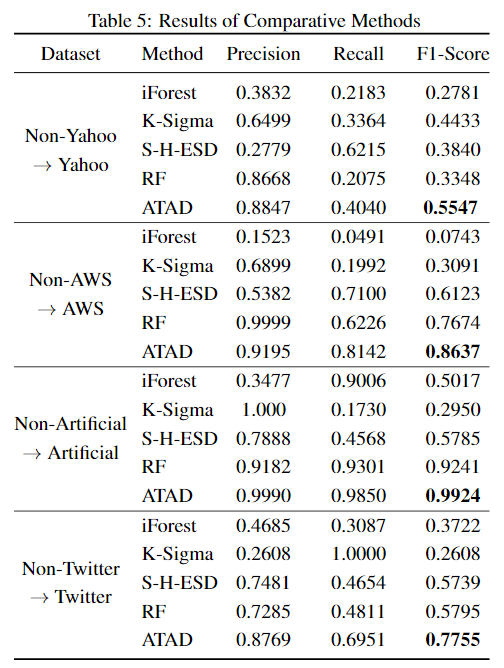 Table 5: Results of Comparative Methods
Dataset Method Precision Recall F1-Score
Non-Yahoo → Yahoo
iForest 0.3832 0.2183 0.2781
K-Sigma 0.6499 0.3364 0.4433
S-H-ESD 0.2779 0.6215 0.3840
RF 0.8668 0.2075 0.3348
ATAD 0.8847 0.4040 0.5547
Non-AWS → AWS
iForest 0.1523 0.0491 0.0743
K-Sigma 0.6899 0.1992 0.3091
S-H-ESD 0.5382 0.7100 0.6123
RF 0.9999 0.6226 0.7674
ATAD 0.9195 0.8142 0.8637
Non-Artificial → Artificial
iForest 0.3477 0.9006 0.5017
K-Sigma 1.000 0.1730 0.2950
S-H-ESD 0.7888 0.4568 0.5785
RF 0.9182 0.9301 0.9241
ATAD 0.9990 0.9850 0.9924
Non-Twitter → Twitter
iForest 0.4685 0.3087 0.3722
K-Sigma 0.2608 1.0000 0.2608
S-H-ESD 0.7481 0.4654 0.5739
RF 0.7285 0.4811 0.5795
ATAD 0.8769 0.6951 0.7755